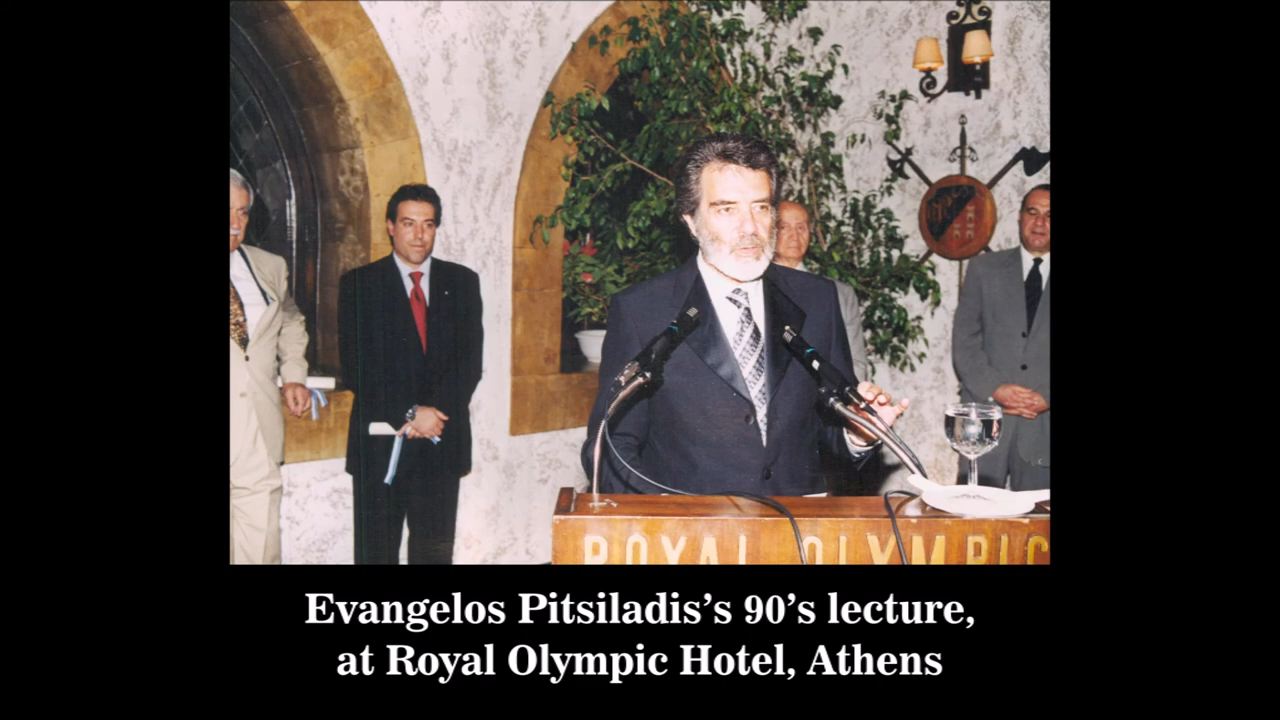 ROYAL OLYMPIC
Evangelos Pitsiladis’s 90’s lecture,
at Royal Olympic Hotel, Athens